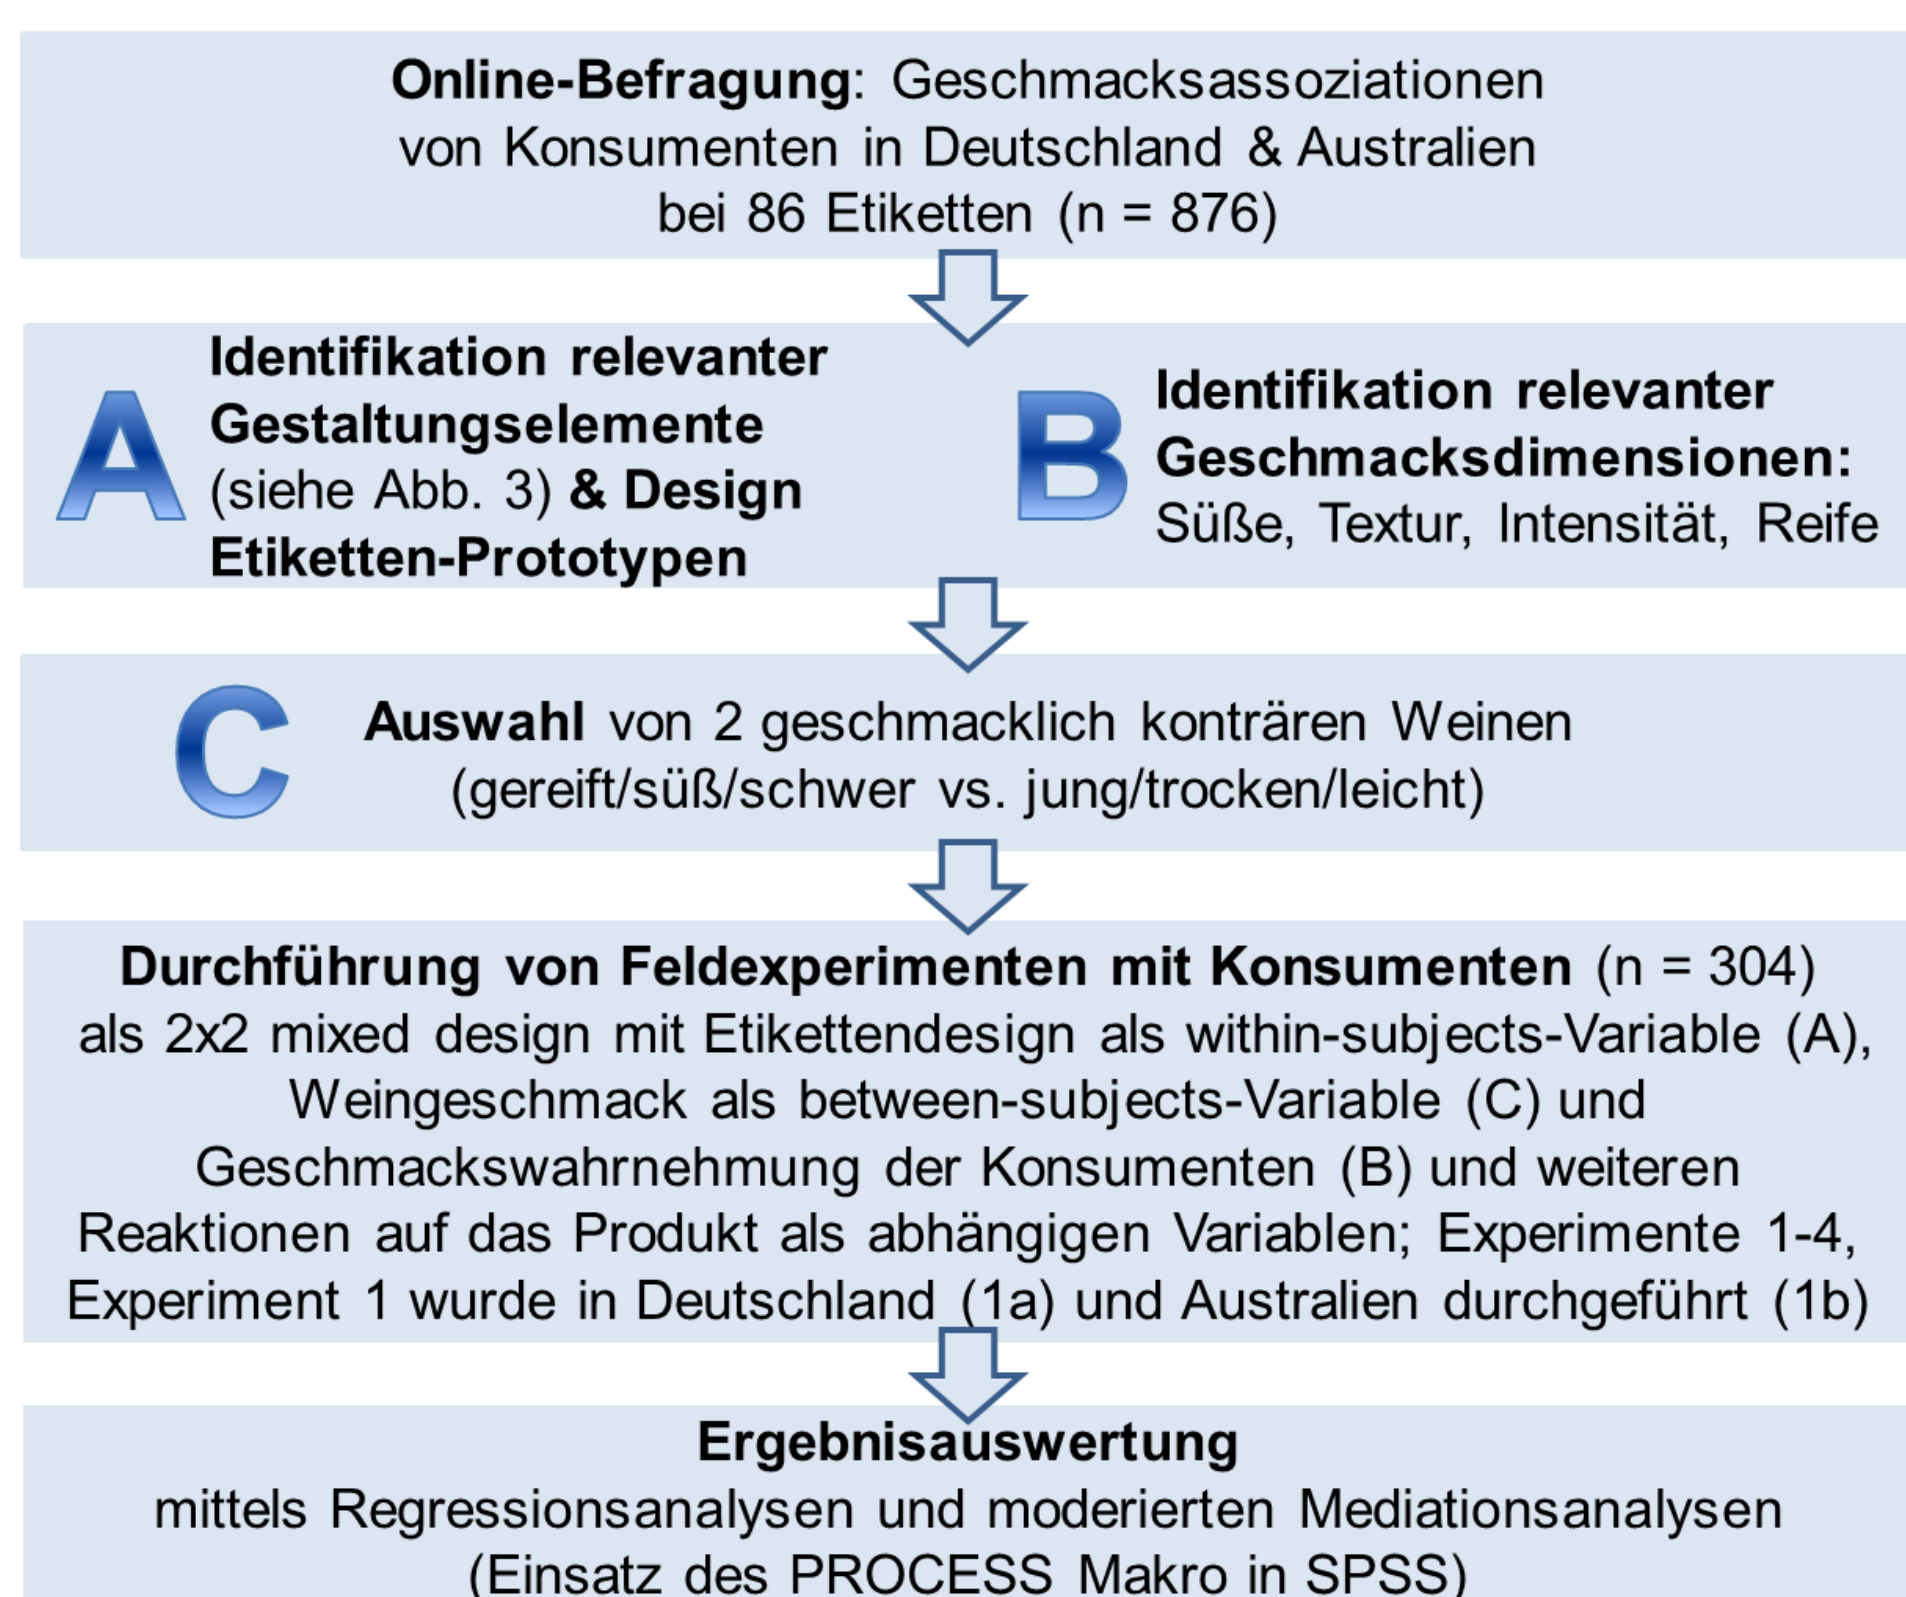 Online-Befragung: Geschmacksassoziationen
von Konsumenten in Deutschland & Australien
bei 86 Etiketten (n = 876)
A
Identifikation relevanter
Gestaltungselemente
(siehe Abb. 3) & Design
Etiketten-Prototypen
B
Identifikation relevanter
Geschmacksdimensionen:
Süße, Textur, Intensität, Reife
C
Auswahl von 2 geschmacklich konträren Weinen
(gereift/süß/schwer vs. jung/trocken/leicht)
Durchführung von Feldexperimenten mit Konsumenten (n = 304)
als 2x2 mixed design mit Etikettendesign als within-subjects-Variable (A),
Weingeschmack als between-subjects-Variable (C) und
Geschmackswahrnehmung der Konsumenten (B) und weiteren
Reaktionen auf das Produkt als abhängigen Variablen; Experimente 1-4,
Experiment 1 wurde in Deutschland (1a) und Australien durchgeführt (1b)
Ergebnisauswertung
mittels Regressionsanalysen und moderierten Mediationsanalysen
(Einsatz des PROCESS Makro in SPSS)